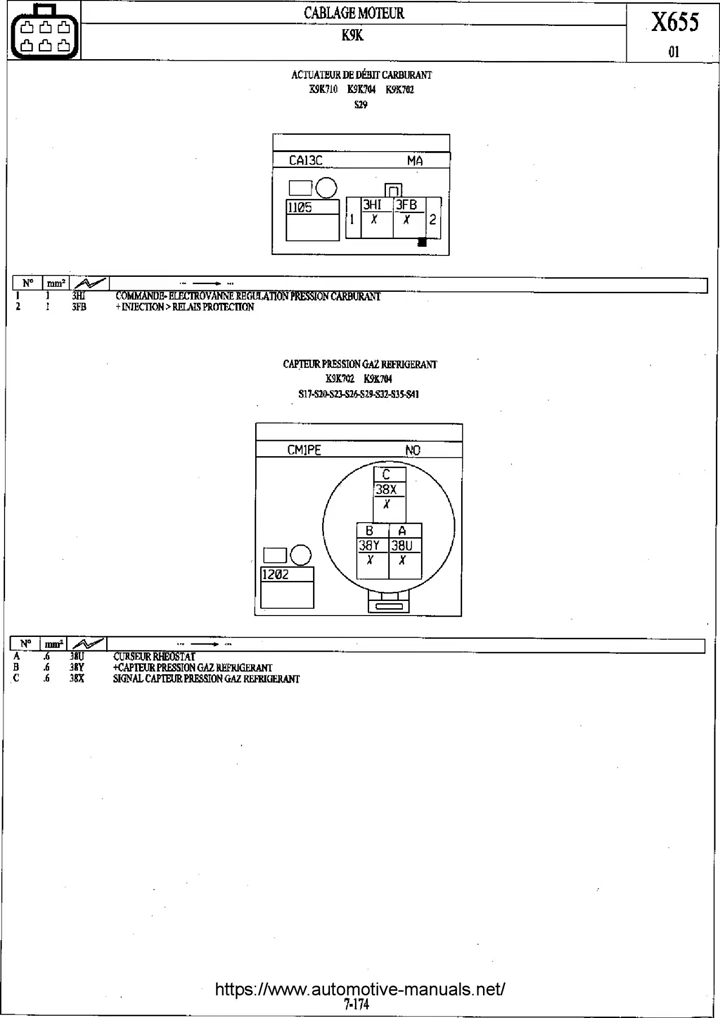 CABLAGE MOTEUR
K9K
X655
01
ACTUATEUR DE DÉBIT CARBURANT
K9K710 K9K704 K9K702
S29
CA13C MA
1105
1 3HI 3FB 2
X X
N° mm² ... ...
1 1 3HI COMMANDE- ELECTROVANNE REGULATION PRESSION CARBURANT
2 1 3FB + INJECTION > RELAIS PROTECTION
CAPTEUR PRESSION GAZ REFRIGERANT
K9K702 K9K704
S17-S20-S23-S26-S29-S32-S35-S41
CM1PE NO
C
38X
X
B A
38Y 38U
X X
1202
N° mm² ... ...
A .6 38U CURSEUR RHEOSTAT
B .6 38Y +CAPTEUR PRESSION GAZ REFRIGERANT
C .6 38X SIGNAL CAPTEUR PRESSION GAZ REFRIGERANT
https://www.automotive-manuals.net/
7-174